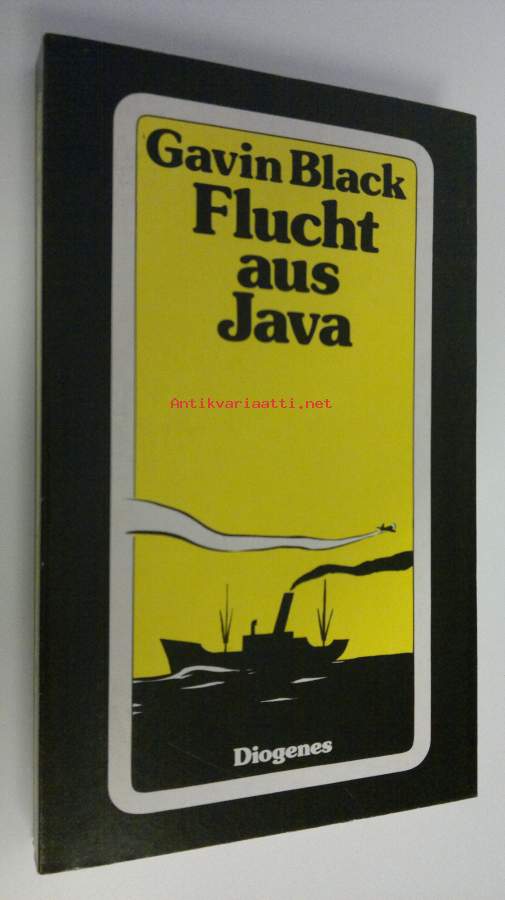 Gavin Black
Flucht
aus
Java
Antikvariaatti.net
Diogenes